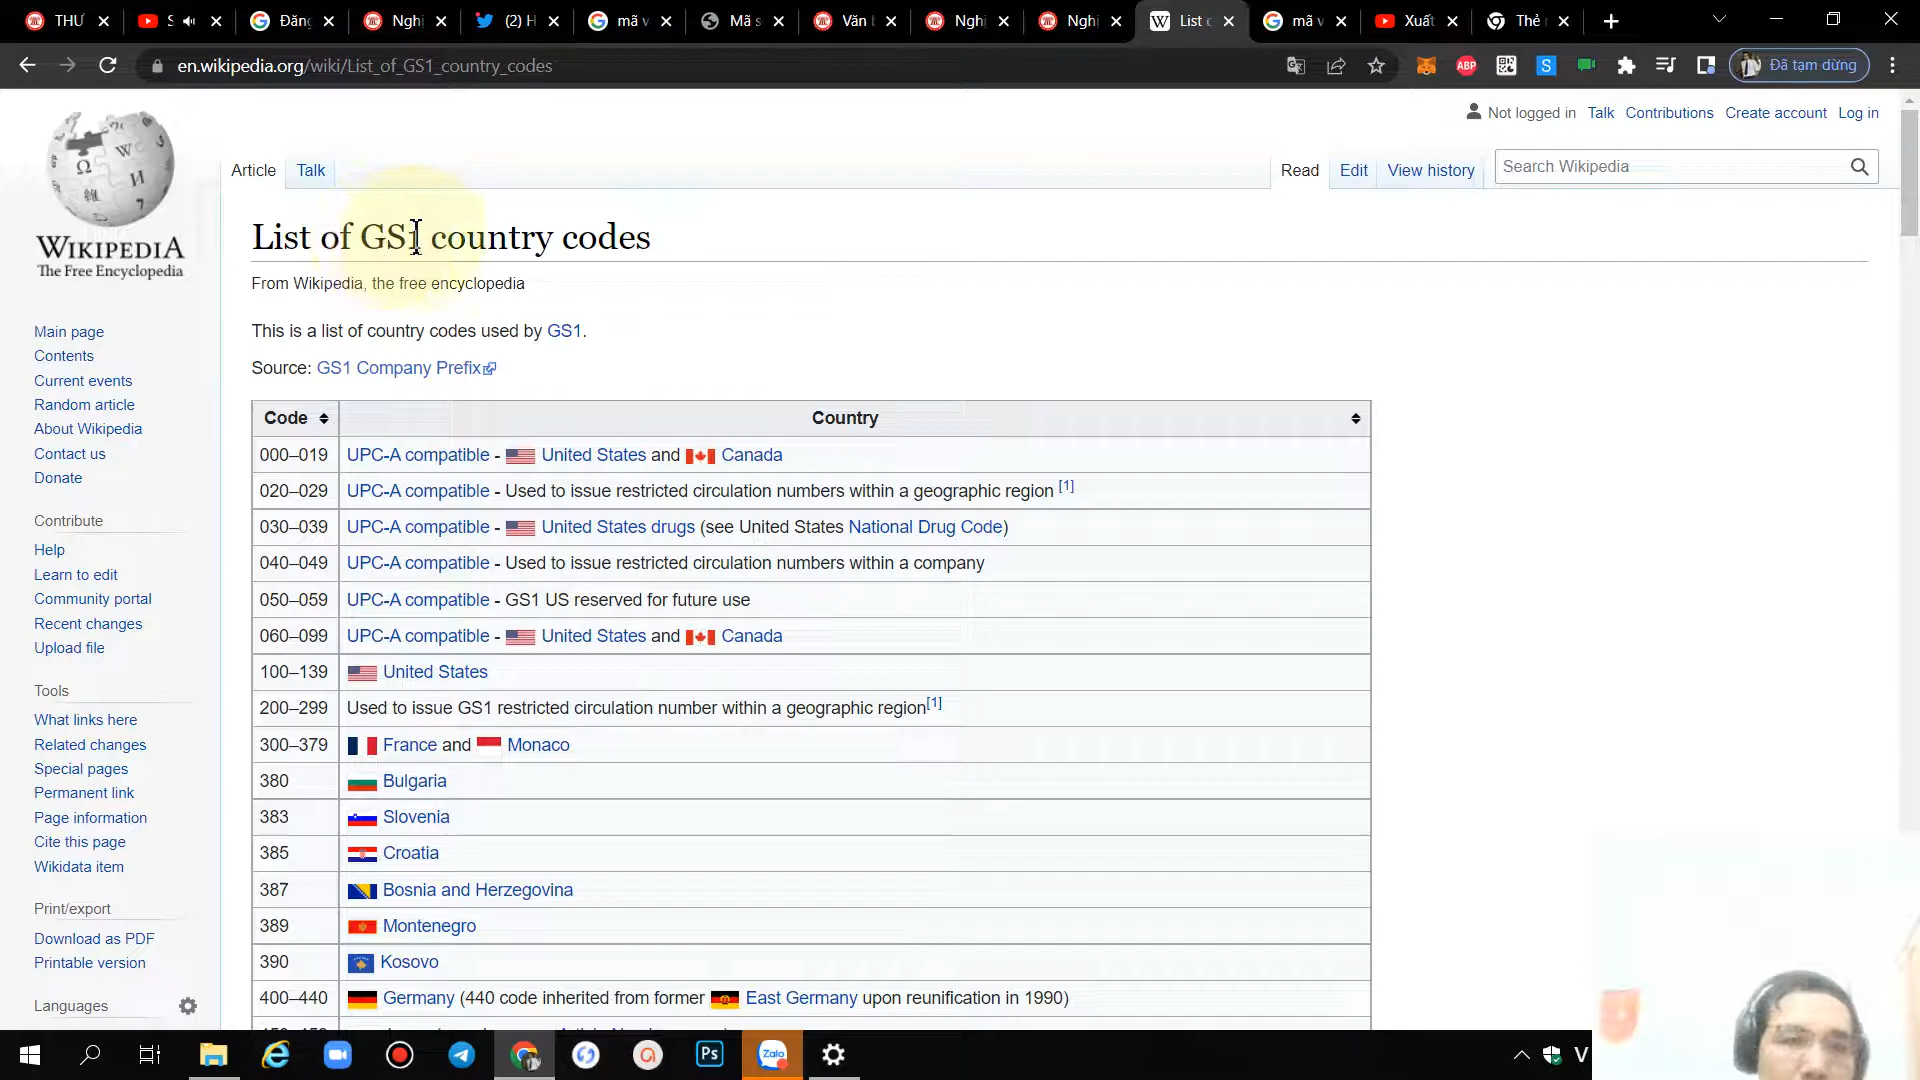 THƯ
S
Đăng
Nghị
(2) H
mã v
Mã s
Văn b
Nghị
Nghị
List o
mã v
Xuất
Thẻ
en.wikipedia.org/wiki/List_of_GS1_country_codes
ABP
S
Đã tạm dừng
Not logged in Talk Contributions Create account Log in
Article Talk Read Edit View history Search Wikipedia
WIKIPEDIA
The Free Encyclopedia
List of GS1 country codes
From Wikipedia, the free encyclopedia
This is a list of country codes used by GS1.
Source: GS1 Company Prefix
Main page
Contents
Current events
Random article
About Wikipedia
Contact us
Donate
Contribute
Help
Learn to edit
Community portal
Recent changes
Upload file
Tools
What links here
Related changes
Special pages
Permanent link
Page information
Cite this page
Wikidata item
Print/export
Download as PDF
Printable version
Languages
Code Country
000–019 UPC-A compatible - United States and Canada
020–029 UPC-A compatible - Used to issue restricted circulation numbers within a geographic region [1]
030–039 UPC-A compatible - United States drugs (see United States National Drug Code)
040–049 UPC-A compatible - Used to issue restricted circulation numbers within a company
050–059 UPC-A compatible - GS1 US reserved for future use
060–099 UPC-A compatible - United States and Canada
100–139 United States
200–299 Used to issue GS1 restricted circulation number within a geographic region[1]
300–379 France and Monaco
380 Bulgaria
383 Slovenia
385 Croatia
387 Bosnia and Herzegovina
389 Montenegro
390 Kosovo
400–440 Germany (440 code inherited from former East Germany upon reunification in 1990)
Ps
Zalo
V